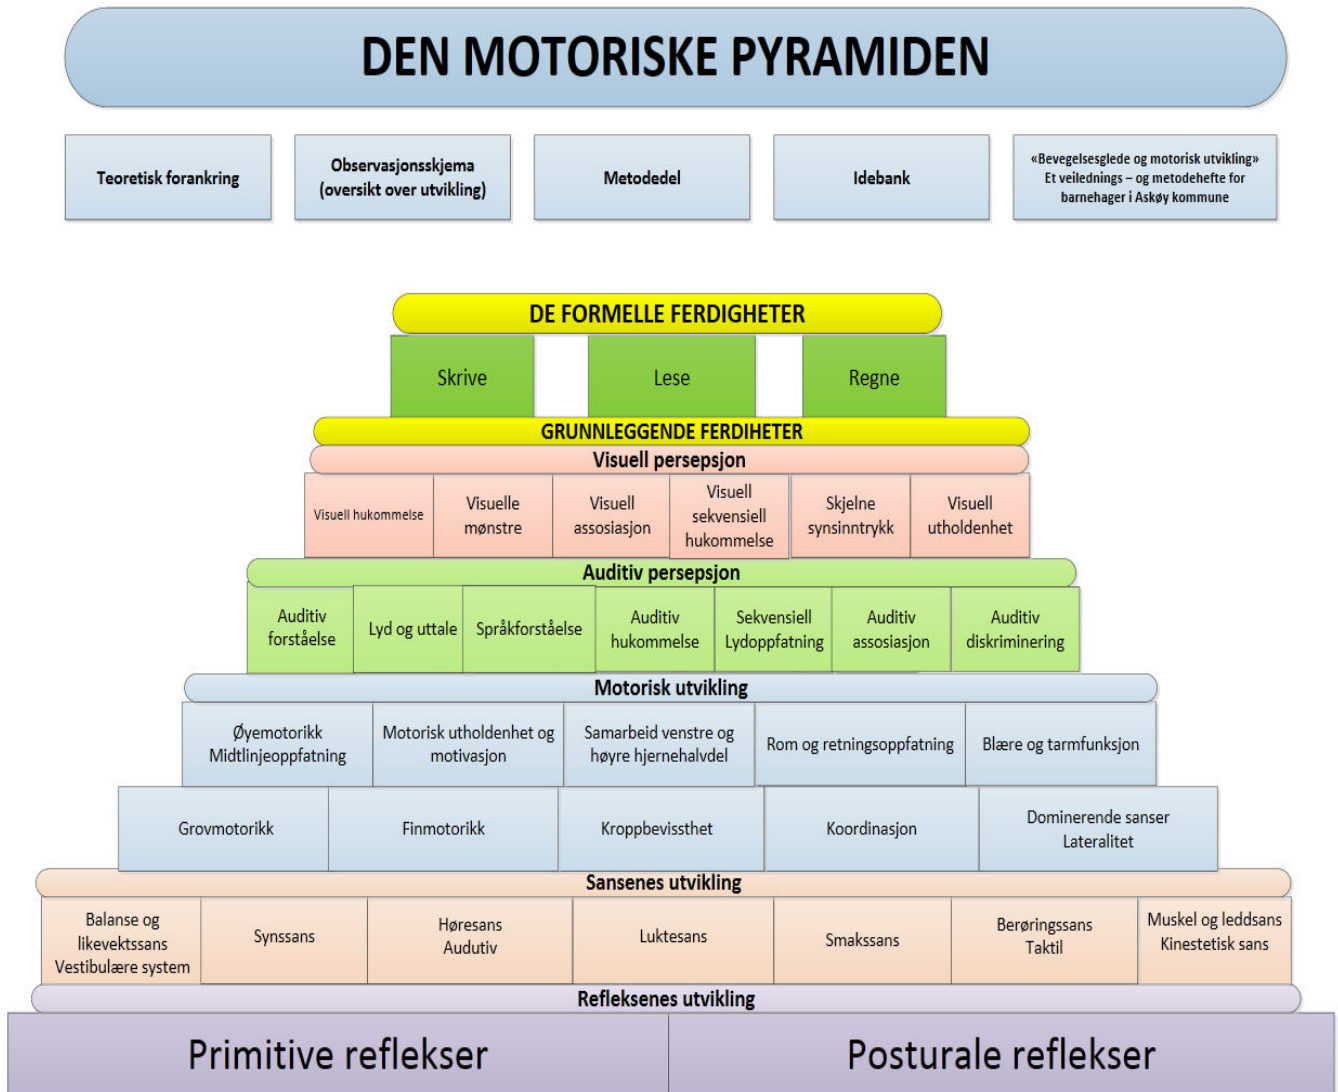 DEN MOTORISKE PYRAMIDEN
Teoretisk forankring
Observasjonsskjema
(oversikt over utvikling)
Metodedel
Idebank
«Bevegelsesglede og motorisk utvikling»
Et veilednings – og metodehefte for
barnehager i Askøy kommune
DE FORMELLE FERDIGHETER
Skrive
Lese
Regne
GRUNNLEGGENDE FERDIHETER
Visuell persepsjon
Visuell hukommelse
Visuelle
mønstre
Visuell
assosiasjon
Visuell
sekvensiell
hukommelse
Skjelne
synsinntrykk
Visuell
utholdenhet
Auditiv persepsjon
Auditiv
forståelse
Lyd og uttale
Språkforståelse
Auditiv
hukommelse
Sekvensiell
Lydoppfatning
Auditiv
assosiasjon
Auditiv
diskriminering
Motorisk utvikling
Øyemotorikk
Midtlinjeoppfatning
Motorisk utholdenhet og
motivasjon
Samarbeid venstre og
høyre hjernehalvdel
Rom og retningsoppfatning
Blære og tarmfunksjon
Grovmotorikk
Finmotorikk
Kroppbevissthet
Koordinasjon
Dominerende sanser
Lateralitet
Sansenes utvikling
Balanse og
likevektssans
Vestibulære system
Synssans
Høresans
Audutiv
Luktesans
Smakssans
Berøringssans
Taktil
Muskel og leddsans
Kinestetisk sans
Refleksenes utvikling
Primitive reflekser
Posturale reflekser